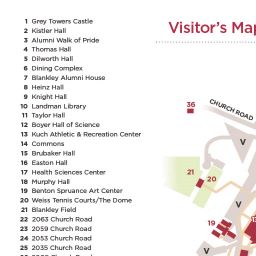 1 Grey Towers Castle
2 Kistler Hall
3 Alumni Walk of Pride
4 Thomas Hall
5 Dilworth Hall
6 Dining Complex
7 Blankley Alumni House
8 Heinz Hall
9 Knight Hall
10 Landman Library
11 Taylor Hall
12 Boyer Hall of Science
13 Kuch Athletic & Recreation Center
14 Commons
15 Brubaker Hall
16 Easton Hall
17 Health Sciences Center
18 Murphy Hall
19 Benton Spruance Art Center
20 Weiss Tennis Courts/The Dome
21 Blankley Field
22 2063 Church Road
23 2059 Church Road
24 2053 Church Road
25 2035 Church Road
Visitor's Map
36
CHURCH ROAD
V
21
20
V
19
V